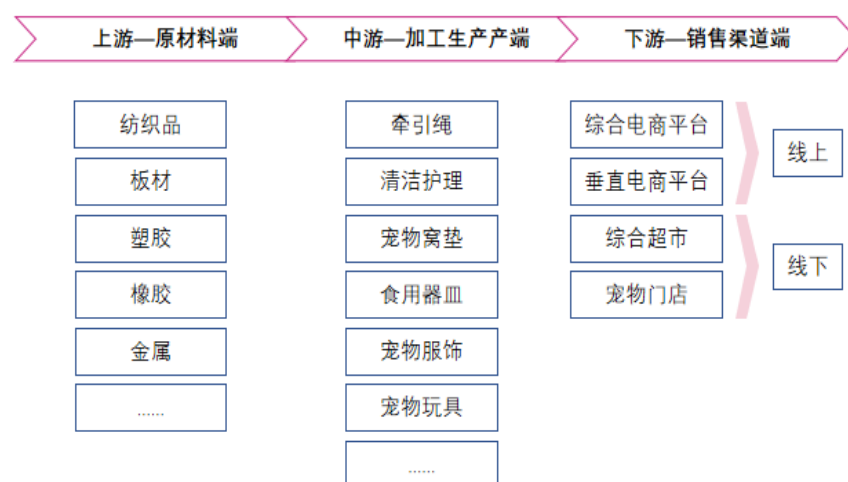 上游—原材料端
中游—加工生产产端
下游—销售渠道端
纺织品
板材
塑胶
橡胶
金属
......
牵引绳
清洁护理
宠物窝垫
食用器皿
宠物服饰
宠物玩具
......
综合电商平台
垂直电商平台
综合超市
宠物门店
线上
线下